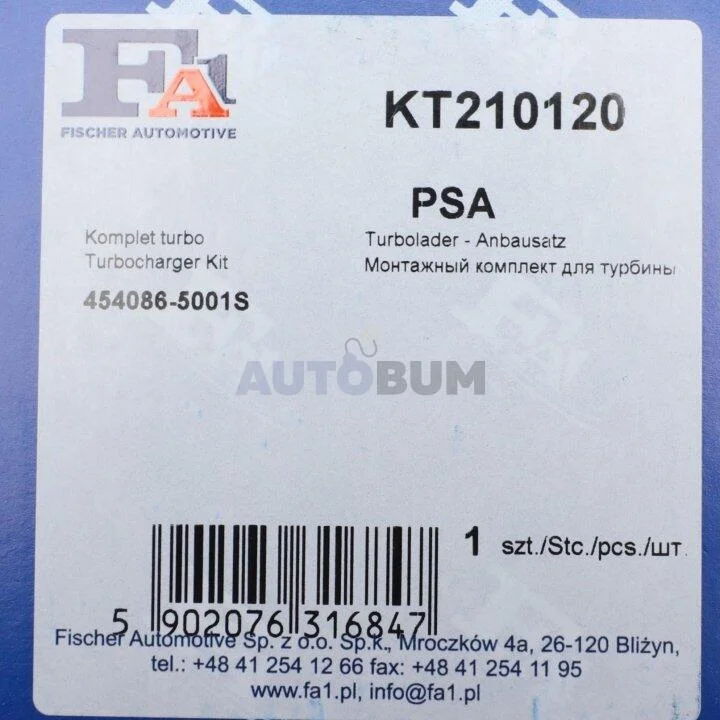 FA1
FISCHER AUTOMOTIVE
KT210120
PSA
Komplet turbo
Turbocharger Kit
454086-5001S
Turbolader - Anbausatz
Монтажный комплект для турбины
AUTOBUM
1 szt./Stc./pcs./шт.
5 902076 316847
Fischer Automotive Sp. z o.o. Sp.k., Mroczków 4a, 26-120 Bliżyn,
tel.: +48 41 254 12 66 fax: +48 41 254 11 95
www.fa1.pl, info@fa1.pl